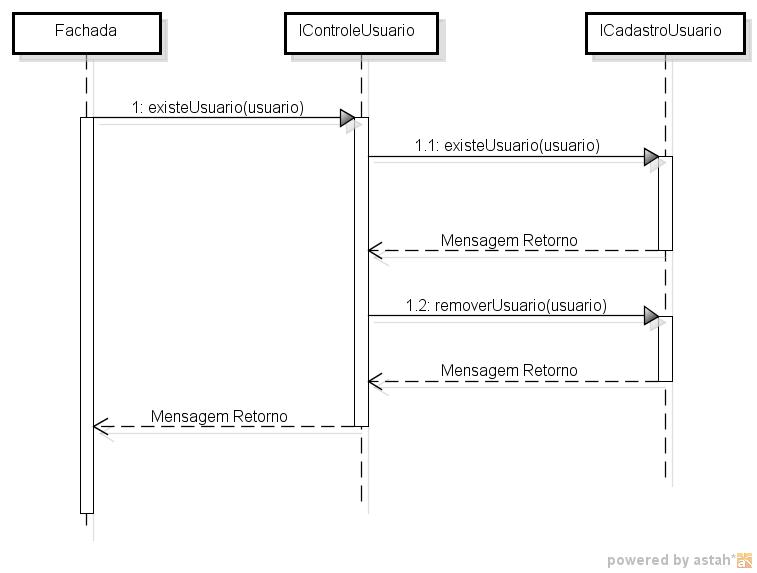 Fachada
IControleUsuario
ICadastroUsuario
1: existeUsuario(usuario)
1.1: existeUsuario(usuario)
Mensagem Retorno
1.2: removerUsuario(usuario)
Mensagem Retorno
Mensagem Retorno
powered by astah*